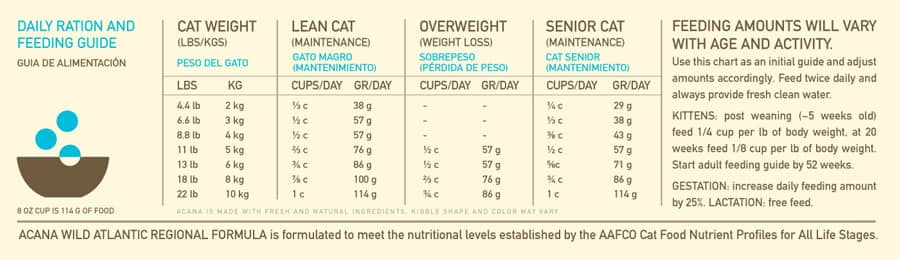 DAILY RATION AND
FEEDING GUIDE
GUIA DE ALIMENTACIÓN
8 OZ CUP IS 114 G OF FOOD
CAT WEIGHT
(LBS/KGS)
PESO DEL GATO
LEAN CAT
(MAINTENANCE)
GATO MAGRO
(MANTENIMIENTO)
OVERWEIGHT
(WEIGHT LOSS)
SOBREPESO
(PÉRDIDA DE PESO)
SENIOR CAT
(MAINTENANCE)
CAT SENIOR
(MANTENIMIENTO)
LBS KG CUPS/DAY GR/DAY CUPS/DAY GR/DAY CUPS/DAY GR/DAY
4.4 lb 2 kg ⅓ c 38 g - - ¼ c 29 g
6.6 lb 3 kg ½ c 57 g - - ⅓ c 38 g
8.8 lb 4 kg ½ c 57 g - - ⅜ c 43 g
11 lb 5 kg ⅔ c 76 g ½ c 57 g ½ c 57 g
13 lb 6 kg ¾ c 86 g ½ c 57 g ⅝c 71 g
18 lb 8 kg ⅞ c 100 g ⅔ c 76 g ¾ c 86 g
22 lb 10 kg 1 c 114 g ¾ c 86 g 1 c 114 g
ACANA IS MADE WITH FRESH AND NATURAL INGREDIENTS. KIBBLE SHAPE AND COLOR MAY VARY
FEEDING AMOUNTS WILL VARY
WITH AGE AND ACTIVITY.
Use this chart as an initial guide and adjust
amounts accordingly. Feed twice daily and
always provide fresh clean water.
KITTENS: post weaning (~5 weeks old)
feed 1/4 cup per lb of body weight, at 20
weeks feed 1/8 cup per lb of body weight.
Start adult feeding guide by 52 weeks.
GESTATION: increase daily feeding amount
by 25%. LACTATION: free feed.
ACANA WILD ATLANTIC REGIONAL FORMULA is formulated to meet the nutritional levels established by the AAFCO Cat Food Nutrient Profiles for All Life Stages.